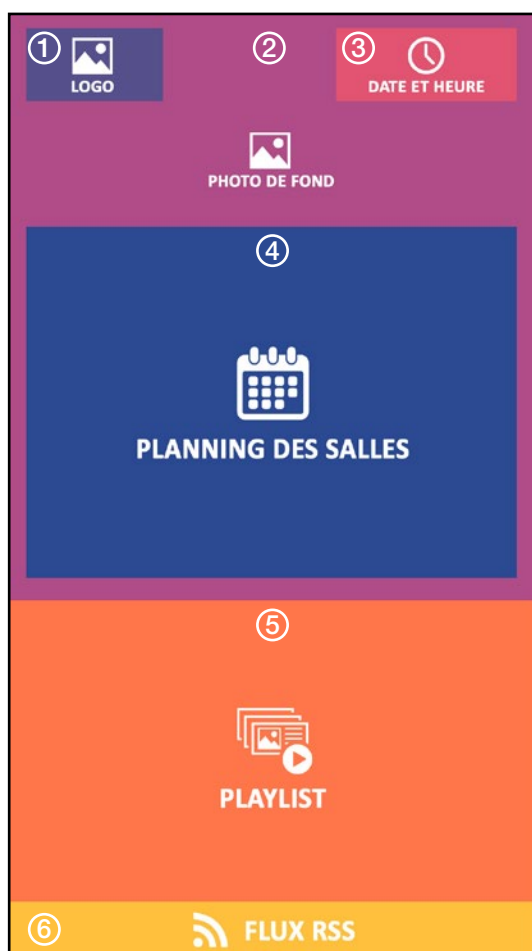 ①
LOGO
②
③
DATE ET HEURE
PHOTO DE FOND
④
PLANNING DES SALLES
⑤
PLAYLIST
⑥
FLUX RSS